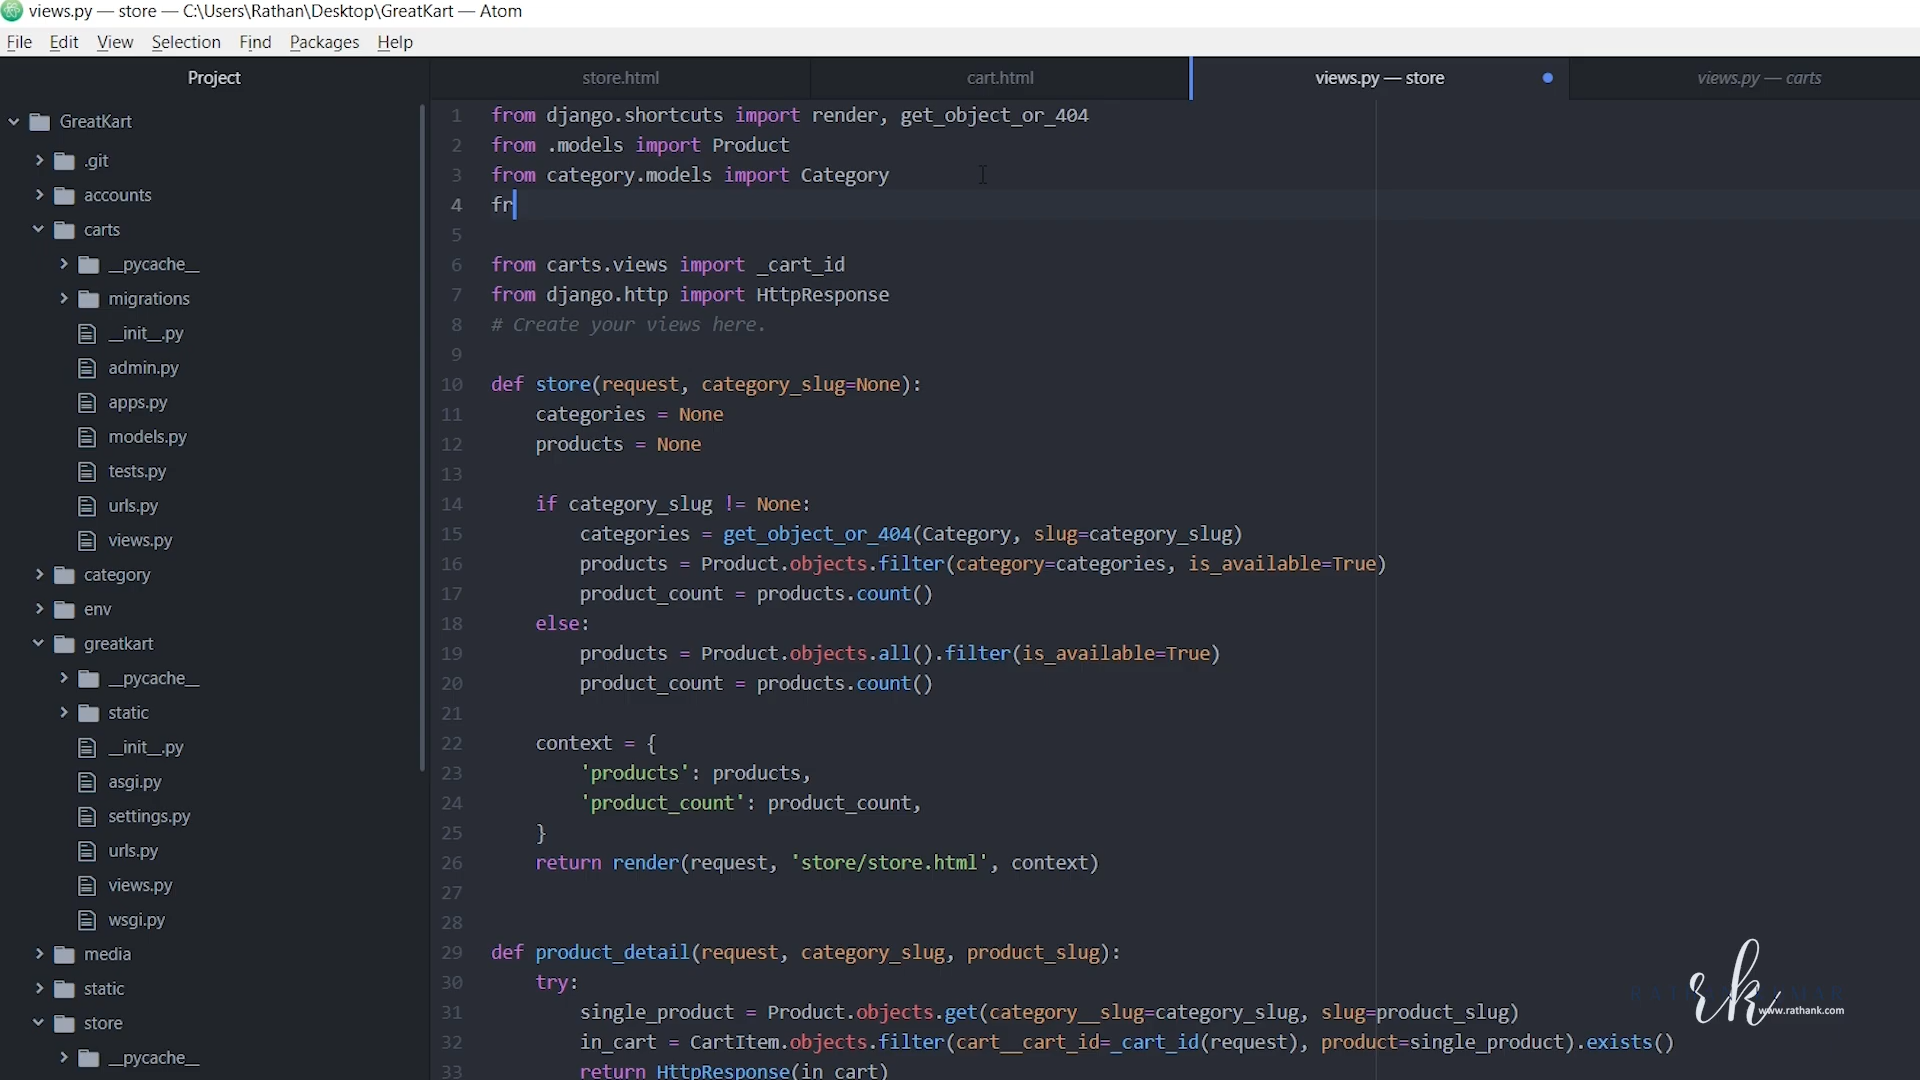 views.py — store — C:\Users\Rathan\Desktop\GreatKart — Atom
File Edit View Selection Find Packages Help
Project
store.html
cart.html
views.py — store
views.py — carts
GreatKart
.git
accounts
carts
__pycache__
migrations
__init__.py
admin.py
apps.py
models.py
tests.py
urls.py
views.py
category
env
greatkart
__pycache__
static
__init__.py
asgi.py
settings.py
urls.py
views.py
wsgi.py
media
static
store
__pycache__
1 from django.shortcuts import render, get_object_or_404
2 from .models import Product
3 from category.models import Category
4 fr
5
6 from carts.views import _cart_id
7 from django.http import HttpResponse
8 # Create your views here.
9
10 def store(request, category_slug=None):
11     categories = None
12     products = None
13
14     if category_slug != None:
15         categories = get_object_or_404(Category, slug=category_slug)
16         products = Product.objects.filter(category=categories, is_available=True)
17         product_count = products.count()
18     else:
19         products = Product.objects.all().filter(is_available=True)
20         product_count = products.count()
21
22     context = {
23         'products': products,
24         'product_count': product_count,
25     }
26     return render(request, 'store/store.html', context)
27
28
29 def product_detail(request, category_slug, product_slug):
30     try:
31         single_product = Product.objects.get(category__slug=category_slug, slug=product_slug)
32         in_cart = CartItem.objects.filter(cart__cart_id=_cart_id(request), product=single_product).exists()
33         return HttpResponse(in_cart)
rk
www.rathank.com